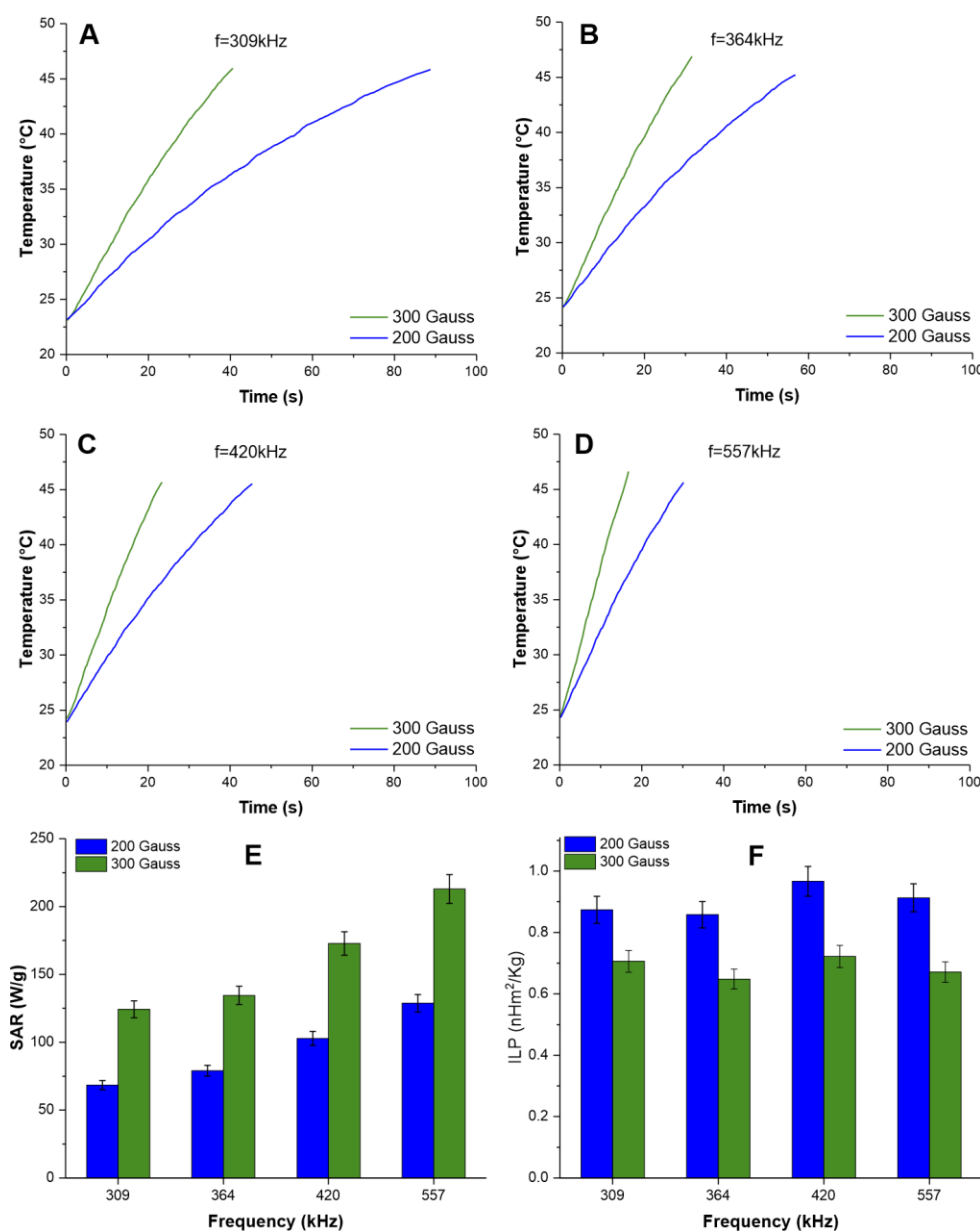 A
f=309kHz
50
45
40
35
30
25
20
Temperature (°C)
0 20 40 60 80 100
Time (s)
300 Gauss
200 Gauss
B
f=364kHz
50
45
40
35
30
25
20
Temperature (°C)
0 20 40 60 80 100
Time (s)
300 Gauss
200 Gauss
C
f=420kHz
50
45
40
35
30
25
20
Temperature (°C)
0 20 40 60 80 100
Time (s)
300 Gauss
200 Gauss
D
f=557kHz
50
45
40
35
30
25
20
Temperature (°C)
0 20 40 60 80 100
Time (s)
300 Gauss
200 Gauss
E
200 Gauss
300 Gauss
250
200
150
100
50
0
SAR (W/g)
309 364 420 557
Frequency (kHz)
F
200 Gauss
300 Gauss
1.0
0.8
0.6
0.4
0.2
0.0
ILP (nHm²/Kg)
309 364 420 557
Frequency (kHz)